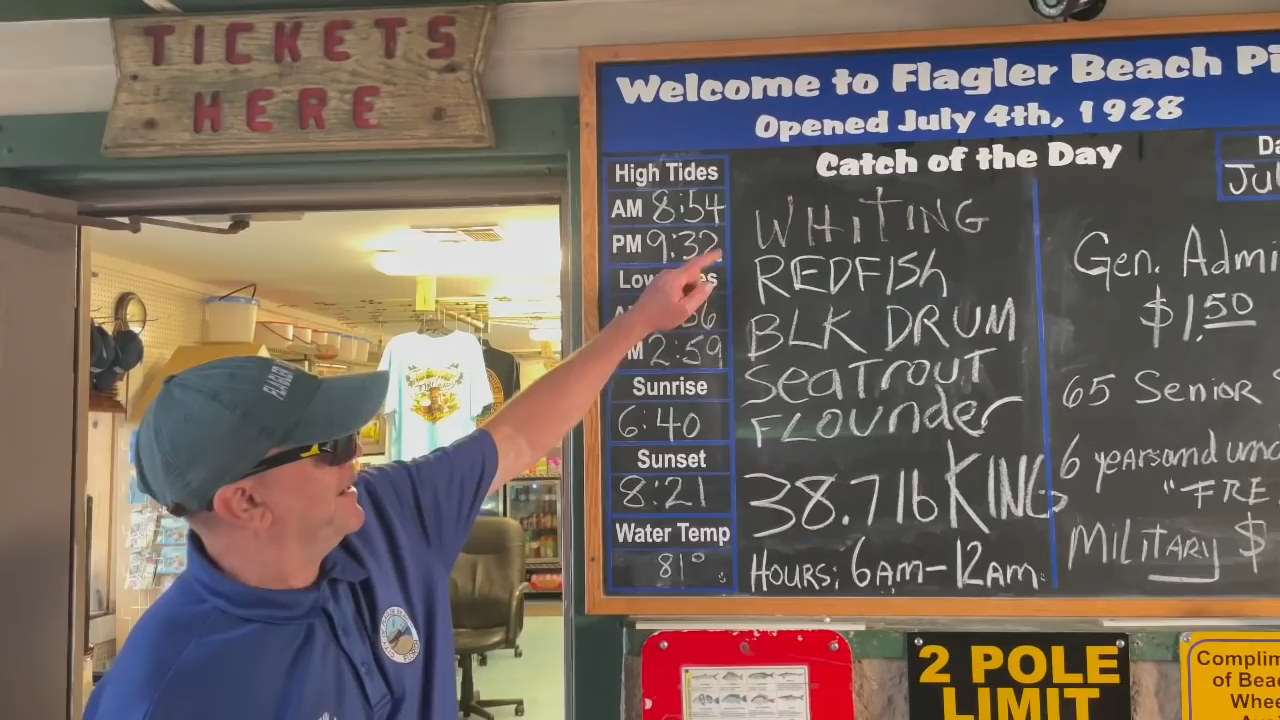 TICKETS
HERE
Welcome to Flagler Beach
Opened July 4th, 1928
Catch of the Day
High Tides
AM 8:54
PM 9:32
Sunrise
6:40
Sunset
8:21
Water Temp
81°
WHITING
REDFISh
BLK DRUM
SeaTrouT
FLOUnder
38.7lb KING
HOURS: 6AM-12AM
Gen.
$1.50
65 SENIOR
6 years and
"FRE
MiLiTARY $
2:59
FLAGLER
2 POLE
LIMIT
of